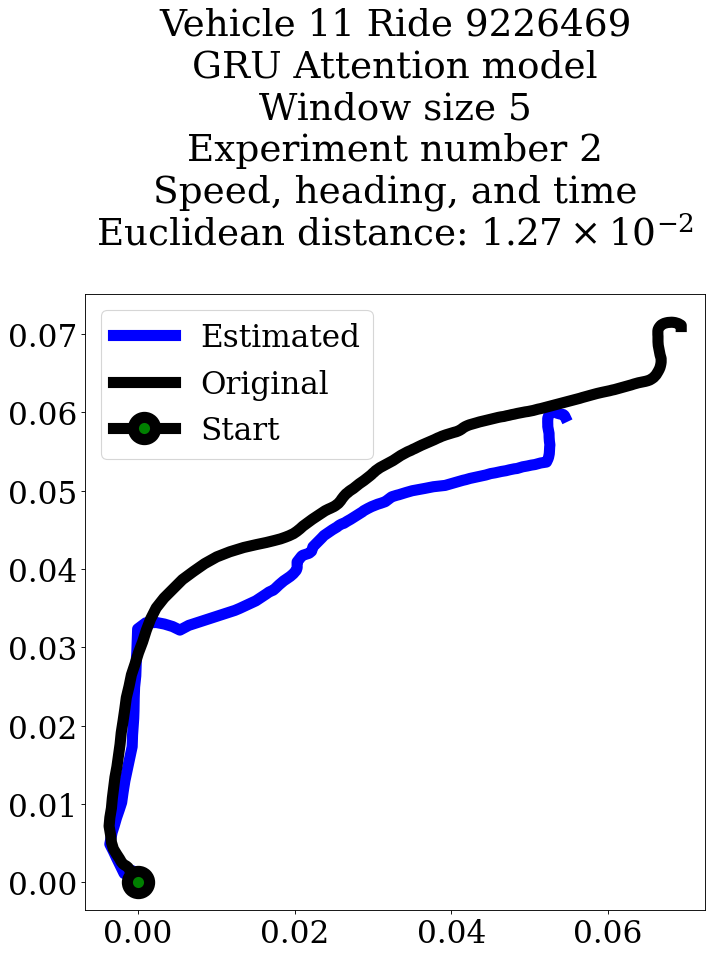 Vehicle 11 Ride 9226469
GRU Attention model
Window size 5
Experiment number 2
Speed, heading, and time
Euclidean distance: 1.27 × 10⁻²
Estimated
Original
Start
0.07
0.06
0.05
0.04
0.03
0.02
0.01
0.00
0.00 0.02 0.04 0.06